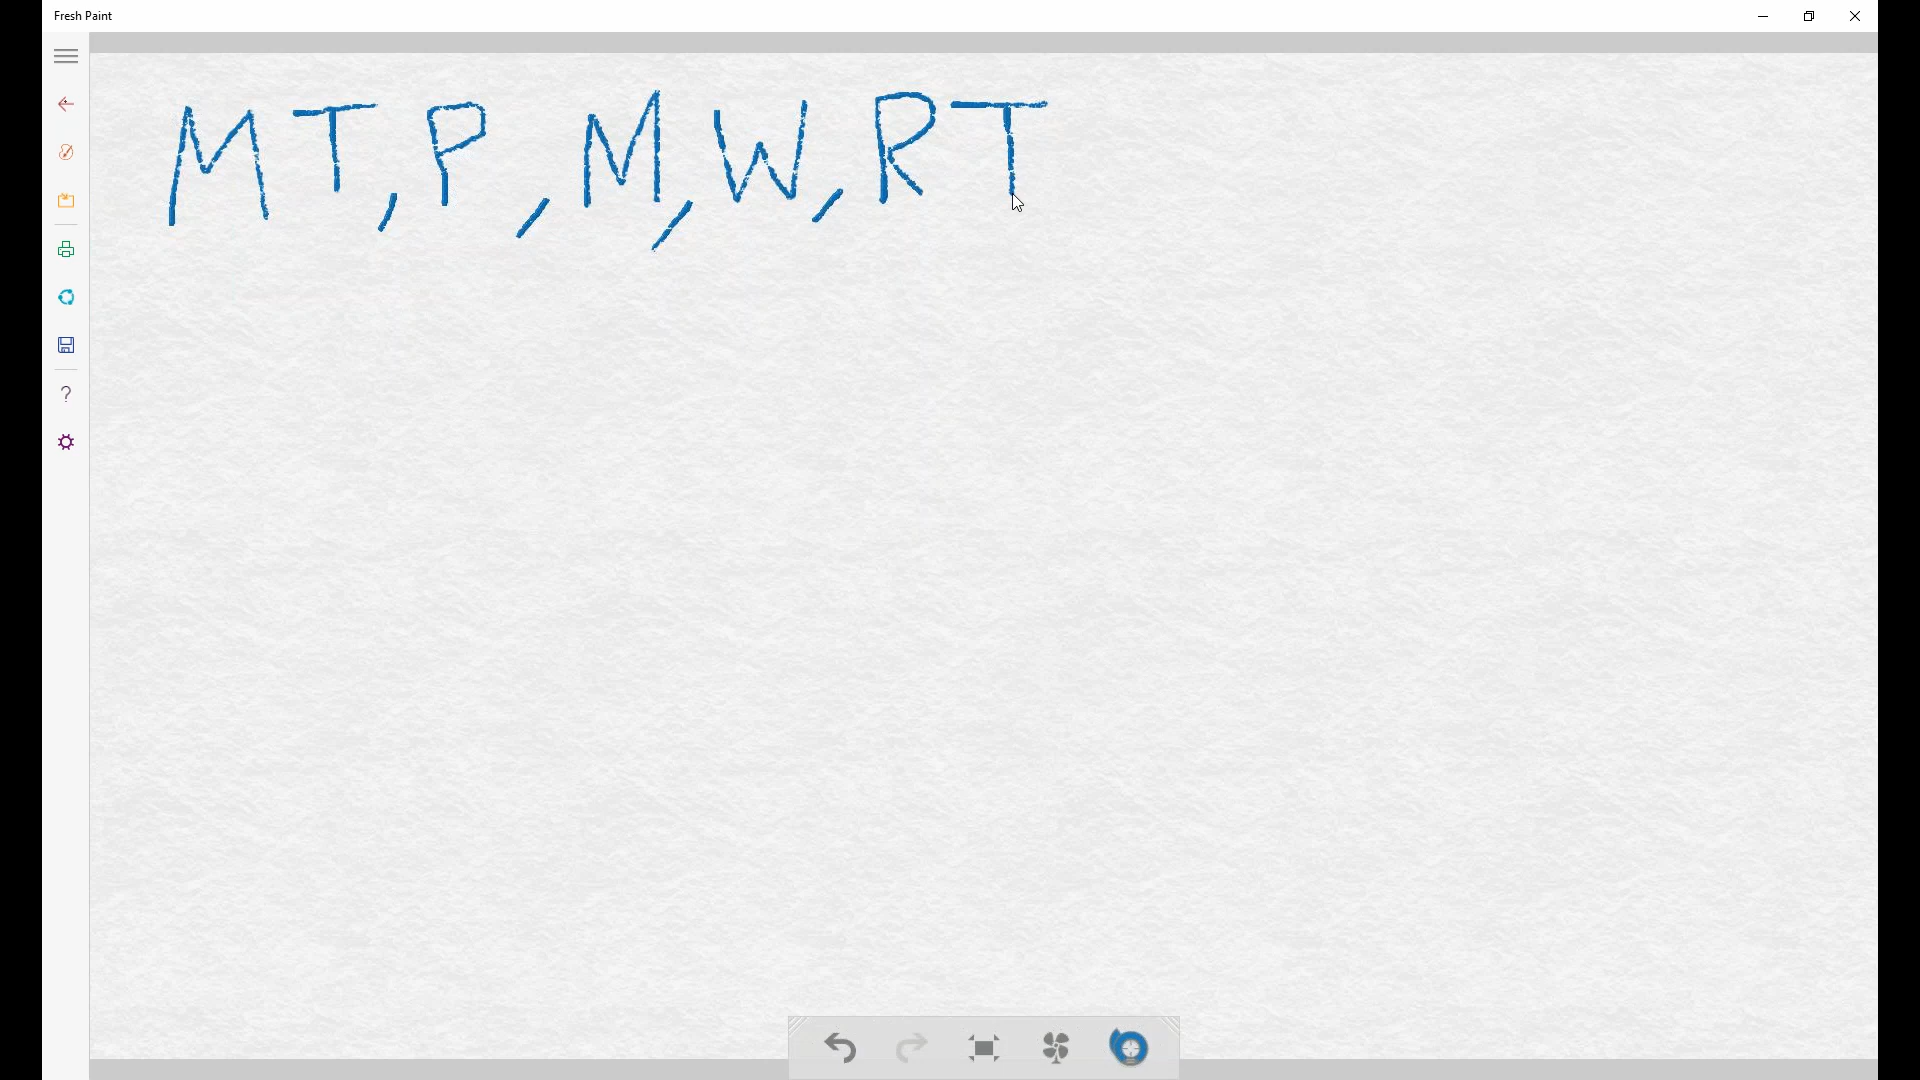 Fresh Paint
MT, P, M, W, RT